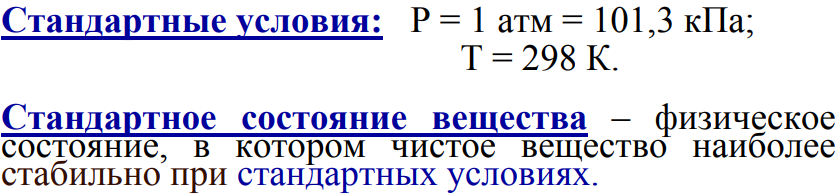 Стандартные условия: P = 1 атм = 101,3 кПа;
T = 298 К.
Стандартное состояние вещества – физическое
состояние, в котором чистое вещество наиболее
стабильно при стандартных условиях.